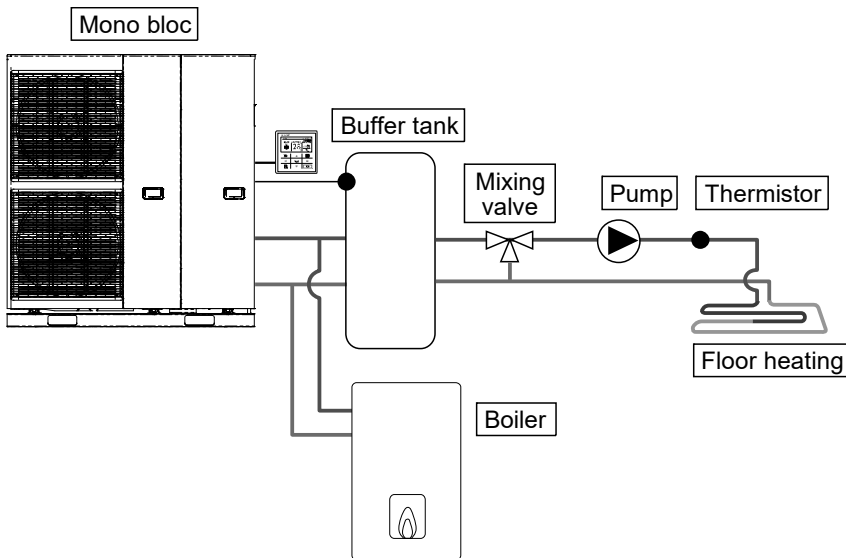 Mono bloc
Buffer tank
Mixing
valve
Pump
Thermistor
Floor heating
Boiler